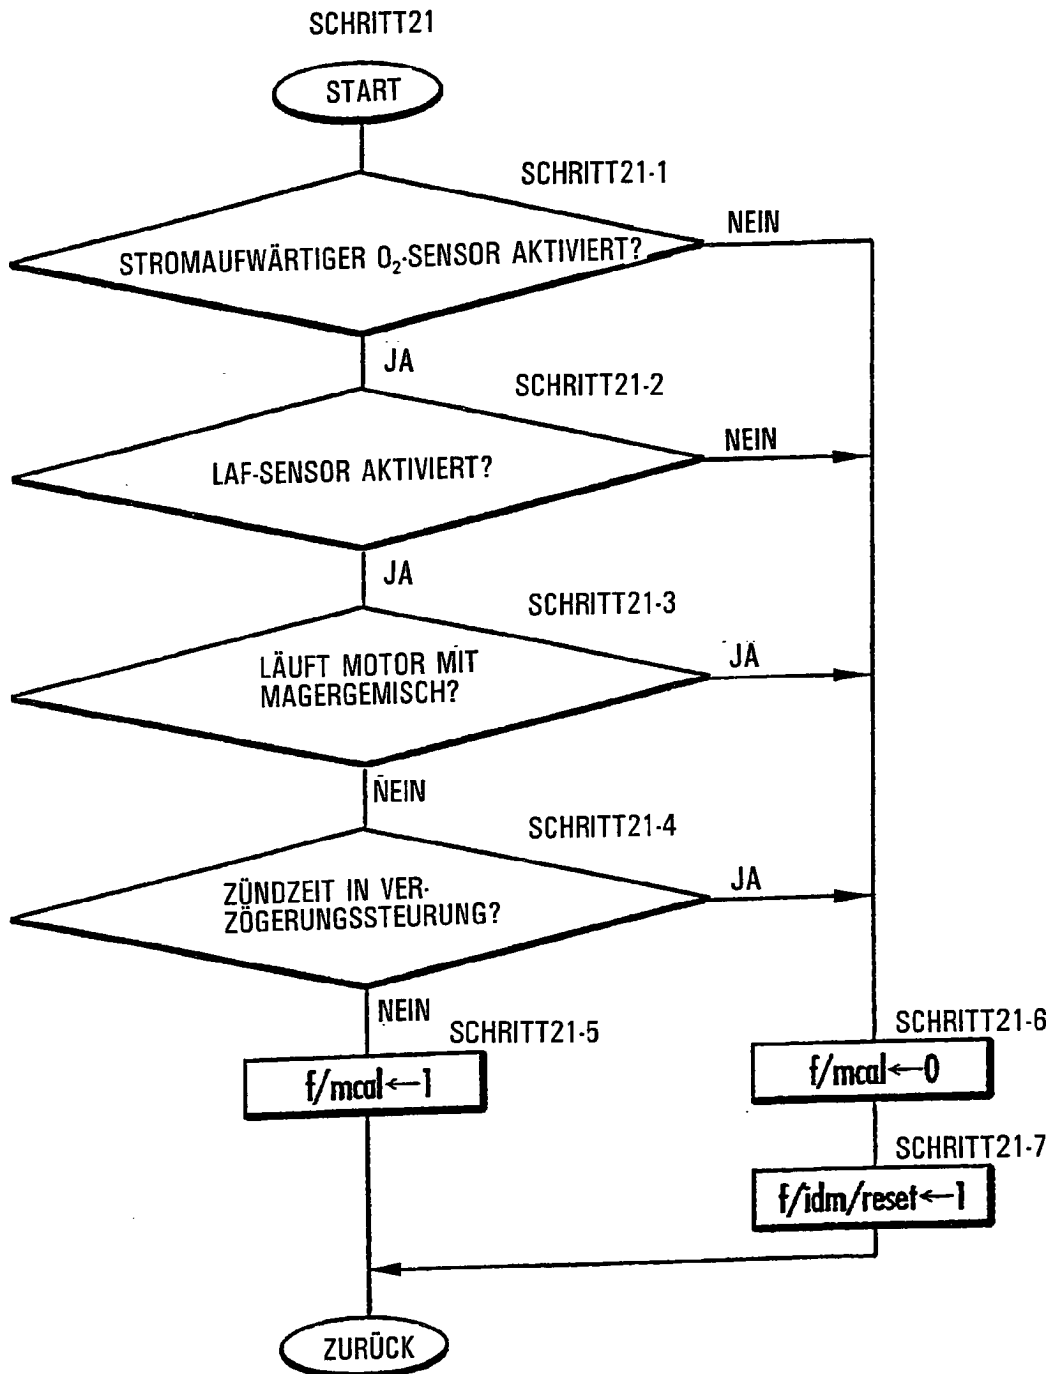 SCHRITT21
START
SCHRITT21-1
STROMAUFWÄRTIGER O₂-SENSOR AKTIVIERT?
NEIN
JA
SCHRITT21-2
LAF-SENSOR AKTIVIERT?
NEIN
JA
SCHRITT21-3
LÄUFT MOTOR MIT
MAGERGEMISCH?
JA
NEIN
SCHRITT21-4
ZÜNDZEIT IN VER-
ZÖGERUNGSSTEURUNG?
JA
NEIN
SCHRITT21-5
f/mcal←1
SCHRITT21-6
f/mcal←0
SCHRITT21-7
f/idm/reset←1
ZURÜCK